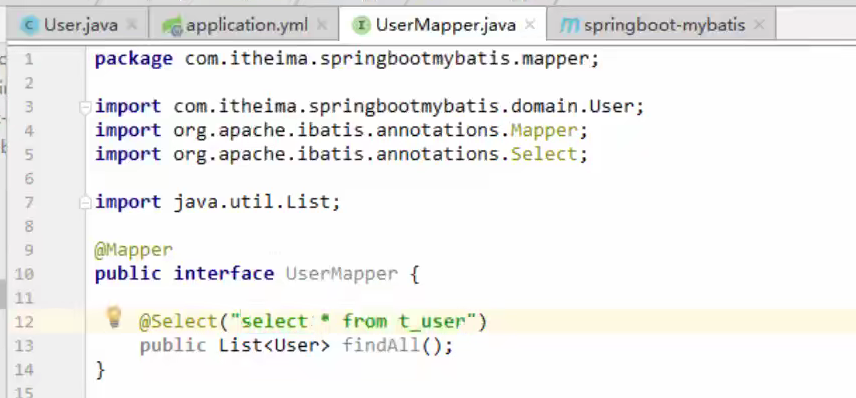 User.java application.yml UserMapper.java springboot-mybatis
1 package com.itheima.springbootmybatis.mapper;
2
3 import com.itheima.springbootmybatis.domain.User;
4 import org.apache.ibatis.annotations.Mapper;
5 import org.apache.ibatis.annotations.Select;
6
7 import java.util.List;
8
9 @Mapper
10 public interface UserMapper {
11
12 @Select("select * from t_user")
13 public List<User> findAll();
14 }
15